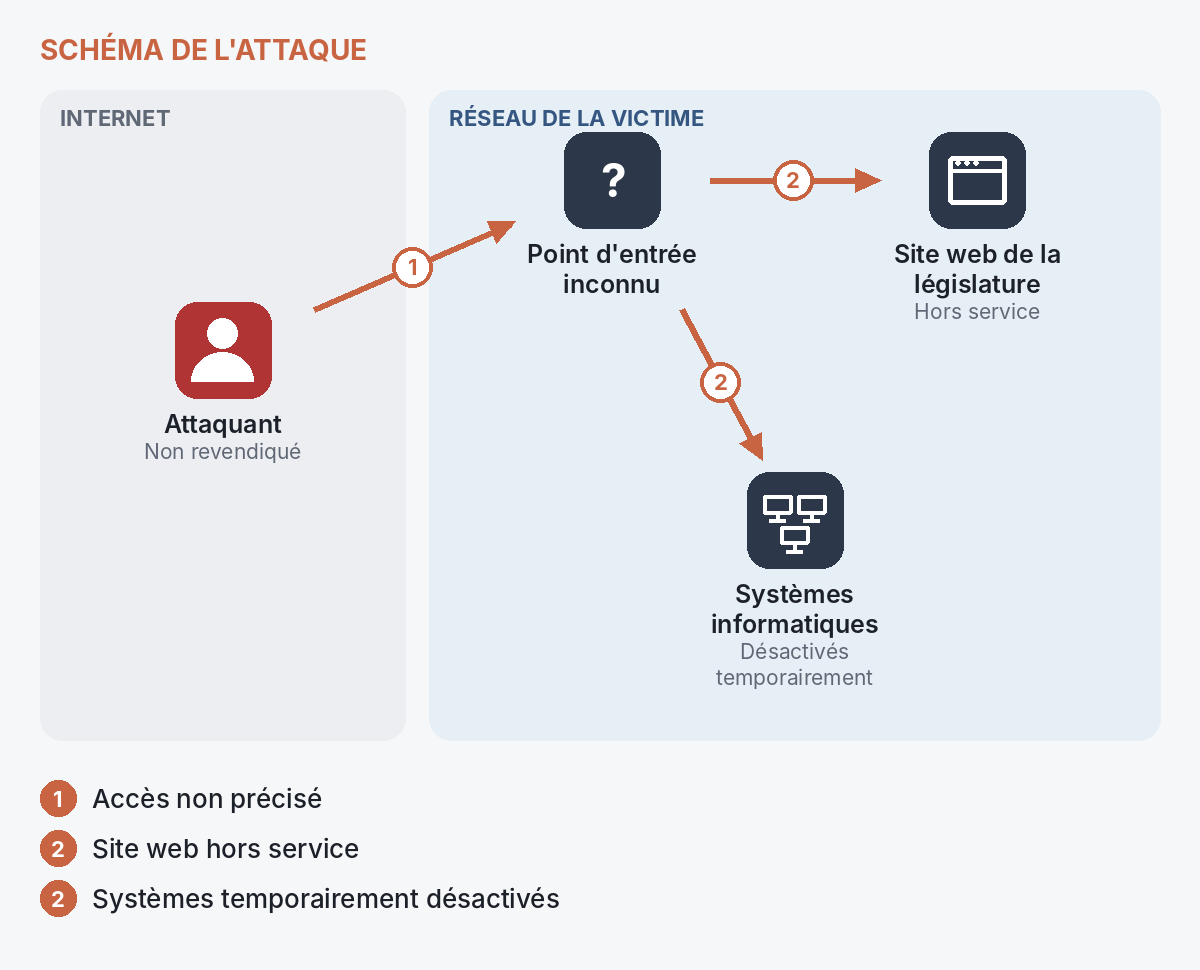 SCHÉMA DE L'ATTAQUE
INTERNET
RÉSEAU DE LA VICTIME
?
2
Point d'entrée
inconnu
Site web de la
législature
Hors service
1
Attaquant
Non revendiqué
2
Systèmes
informatiques
Désactivés
temporairement
1 Accès non précisé
2 Site web hors service
2 Systèmes temporairement désactivés